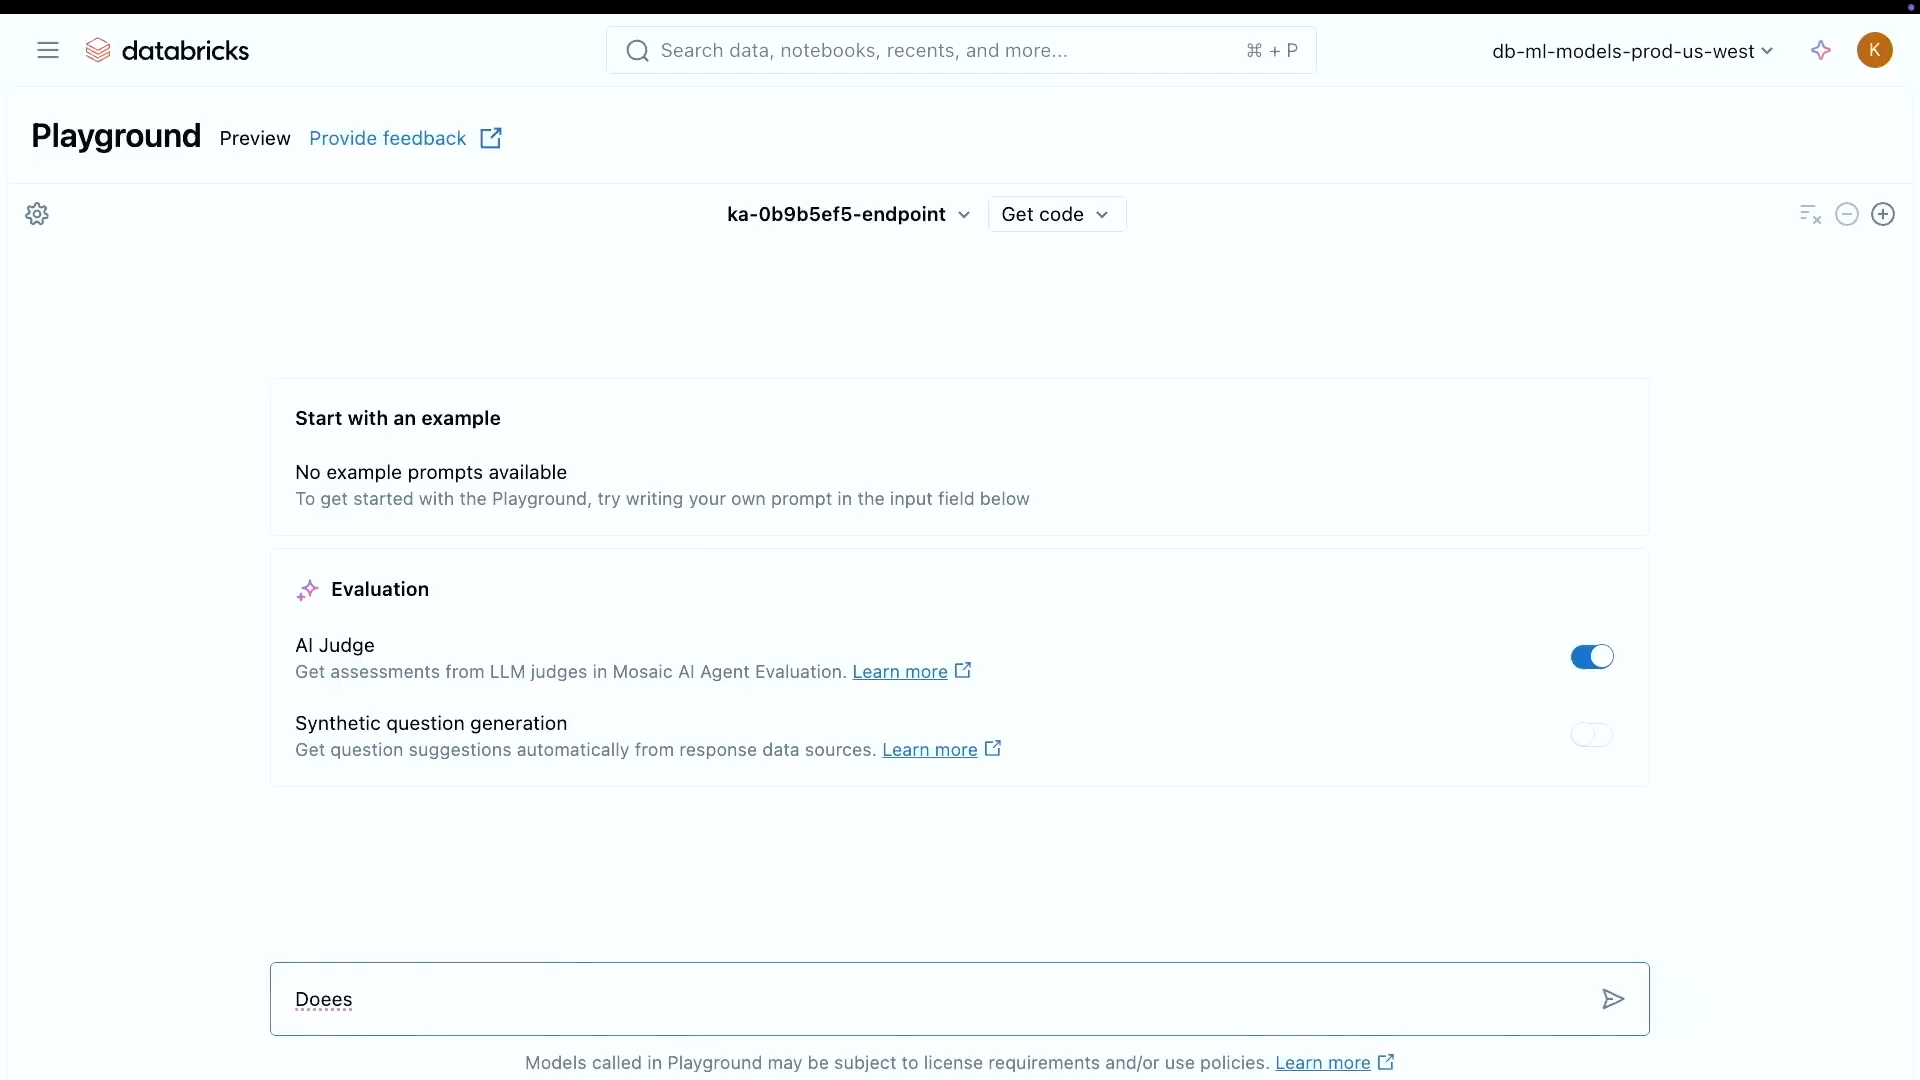 databricks
Search data, notebooks, recents, and more...
⌘ + P
db-ml-models-prod-us-west
K
Playground
Preview
Provide feedback
ka-0b9b5ef5-endpoint
Get code
Start with an example
No example prompts available
To get started with the Playground, try writing your own prompt in the input field below
Evaluation
AI Judge
Get assessments from LLM judges in Mosaic AI Agent Evaluation. Learn more
Synthetic question generation
Get question suggestions automatically from response data sources. Learn more
Doees
Models called in Playground may be subject to license requirements and/or use policies. Learn more